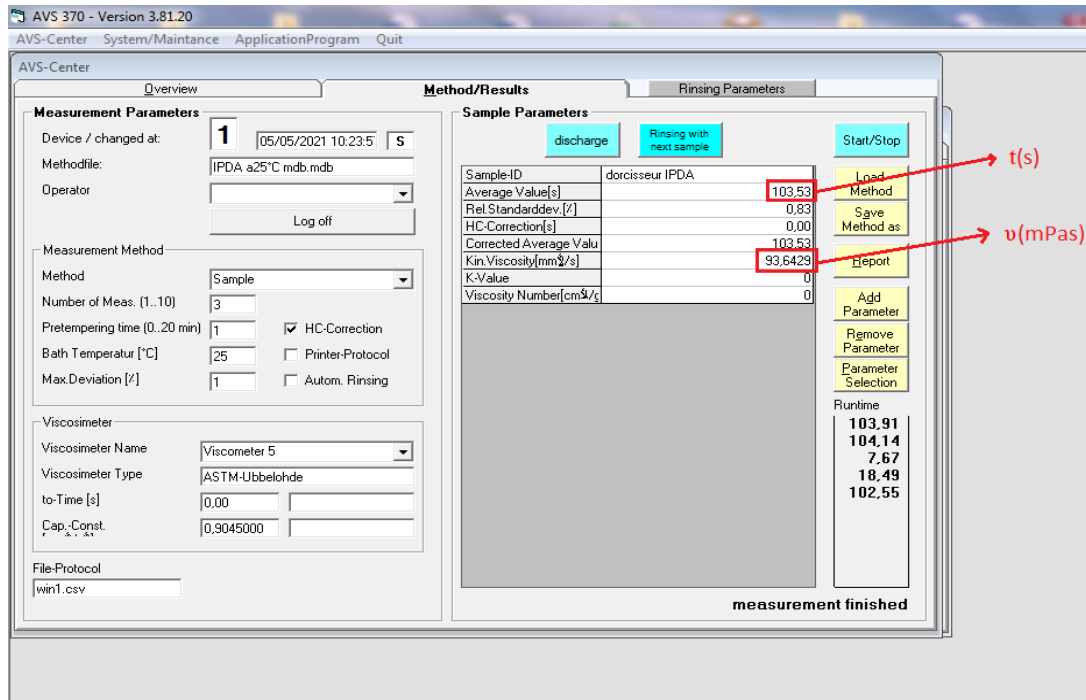 AVS 370 - Version 3.81.20
AVS-Center System/Maintance ApplicationProgram Quit
AVS-Center
Overview Method/Results Rinsing Parameters
Measurement Parameters
Device / changed at: 1 05/05/2021 10:23:5 S
Methodfile: IPDA a25°C mdb.mdb
Operator
Log off
Measurement Method
Method Sample
Number of Meas. (1..10) 3
Pretempering time (0..20 min) 1 HC-Correction
Bath Temperatur [°C] 25 Printer-Protocol
Max.Deviation [%] 1 Autom. Rinsing
Viscosimeter
Viscosimeter Name Viscometer 5
Viscosimeter Type ASTM-Ubbelohde
to-Time [s] 0,00
Cap.-Const. 0,9045000
File-Protocol
win1.csv
Sample Parameters
discharge
Rinsing with
next sample
Start/Stop
Sample-ID dorcisseur IPDA
Average Value[s] 103,53
Rel.Standarddev.[%] 0,83
HC-Correction[s] 0,00
Corrected Average Valu 103,53
Kin.Viscosity[mm²/s] 93,6429
K-Value 0
Viscosity Number[cm³/g 0
Load
Method
Save
Method as
Report
Add
Parameter
Remove
Parameter
Parameter
Selection
Runtime
103,91
104,14
7,67
18,49
102,55
measurement finished
t(s)
υ(mPas)